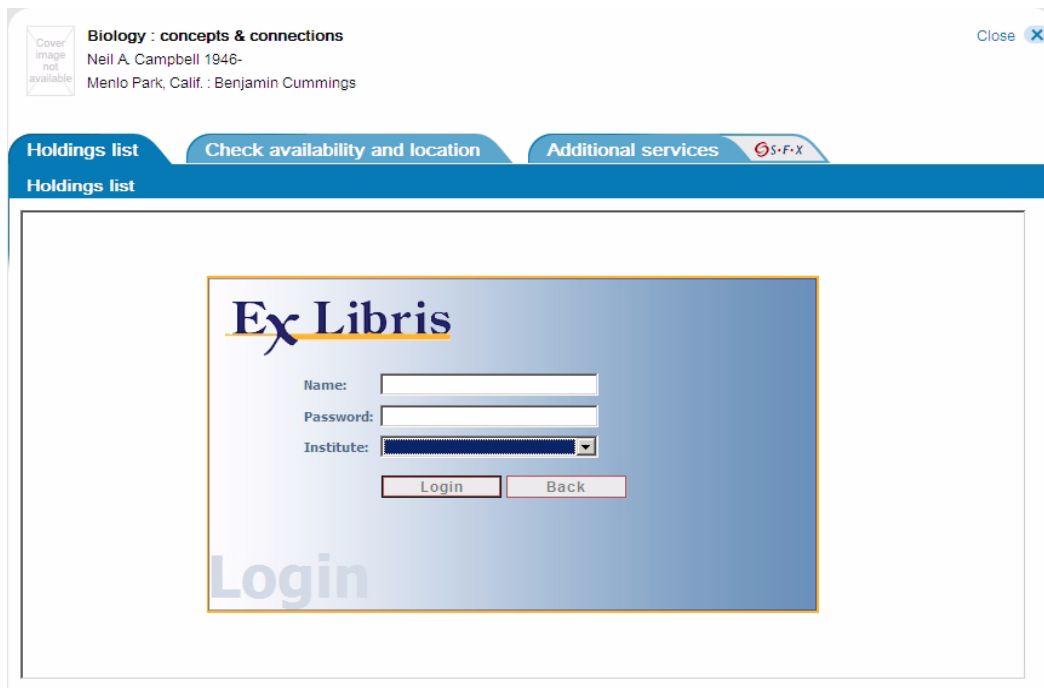 Cover
image
not
available
Biology : concepts & connections
Close X
Neil A. Campbell 1946-
Menlo Park, Calif. : Benjamin Cummings
Holdings list Check availability and location Additional services S·F·X
Holdings list
Ex Libris
Name:
Password:
Institute:
Login Back
Login